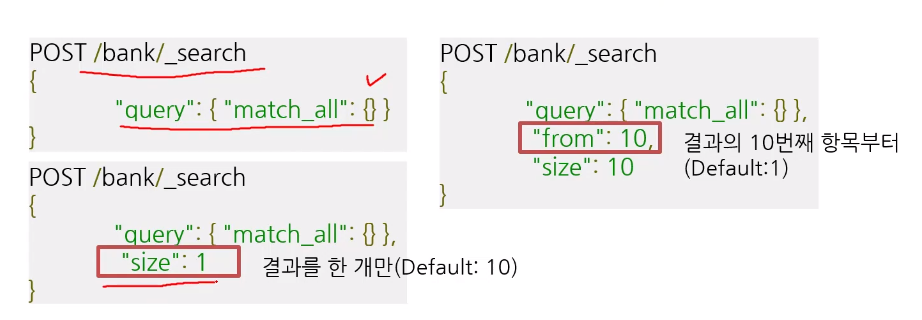 POST /bank/_search
{
"query": { "match_all": {} }
}
POST /bank/_search
{
"query": { "match_all": {} },
"size": 1
}
결과를 한 개만(Default: 10)
POST /bank/_search
{
"query": { "match_all": {} },
"from": 10,
"size": 10
}
결과의 10번째 항목부터
(Default:1)